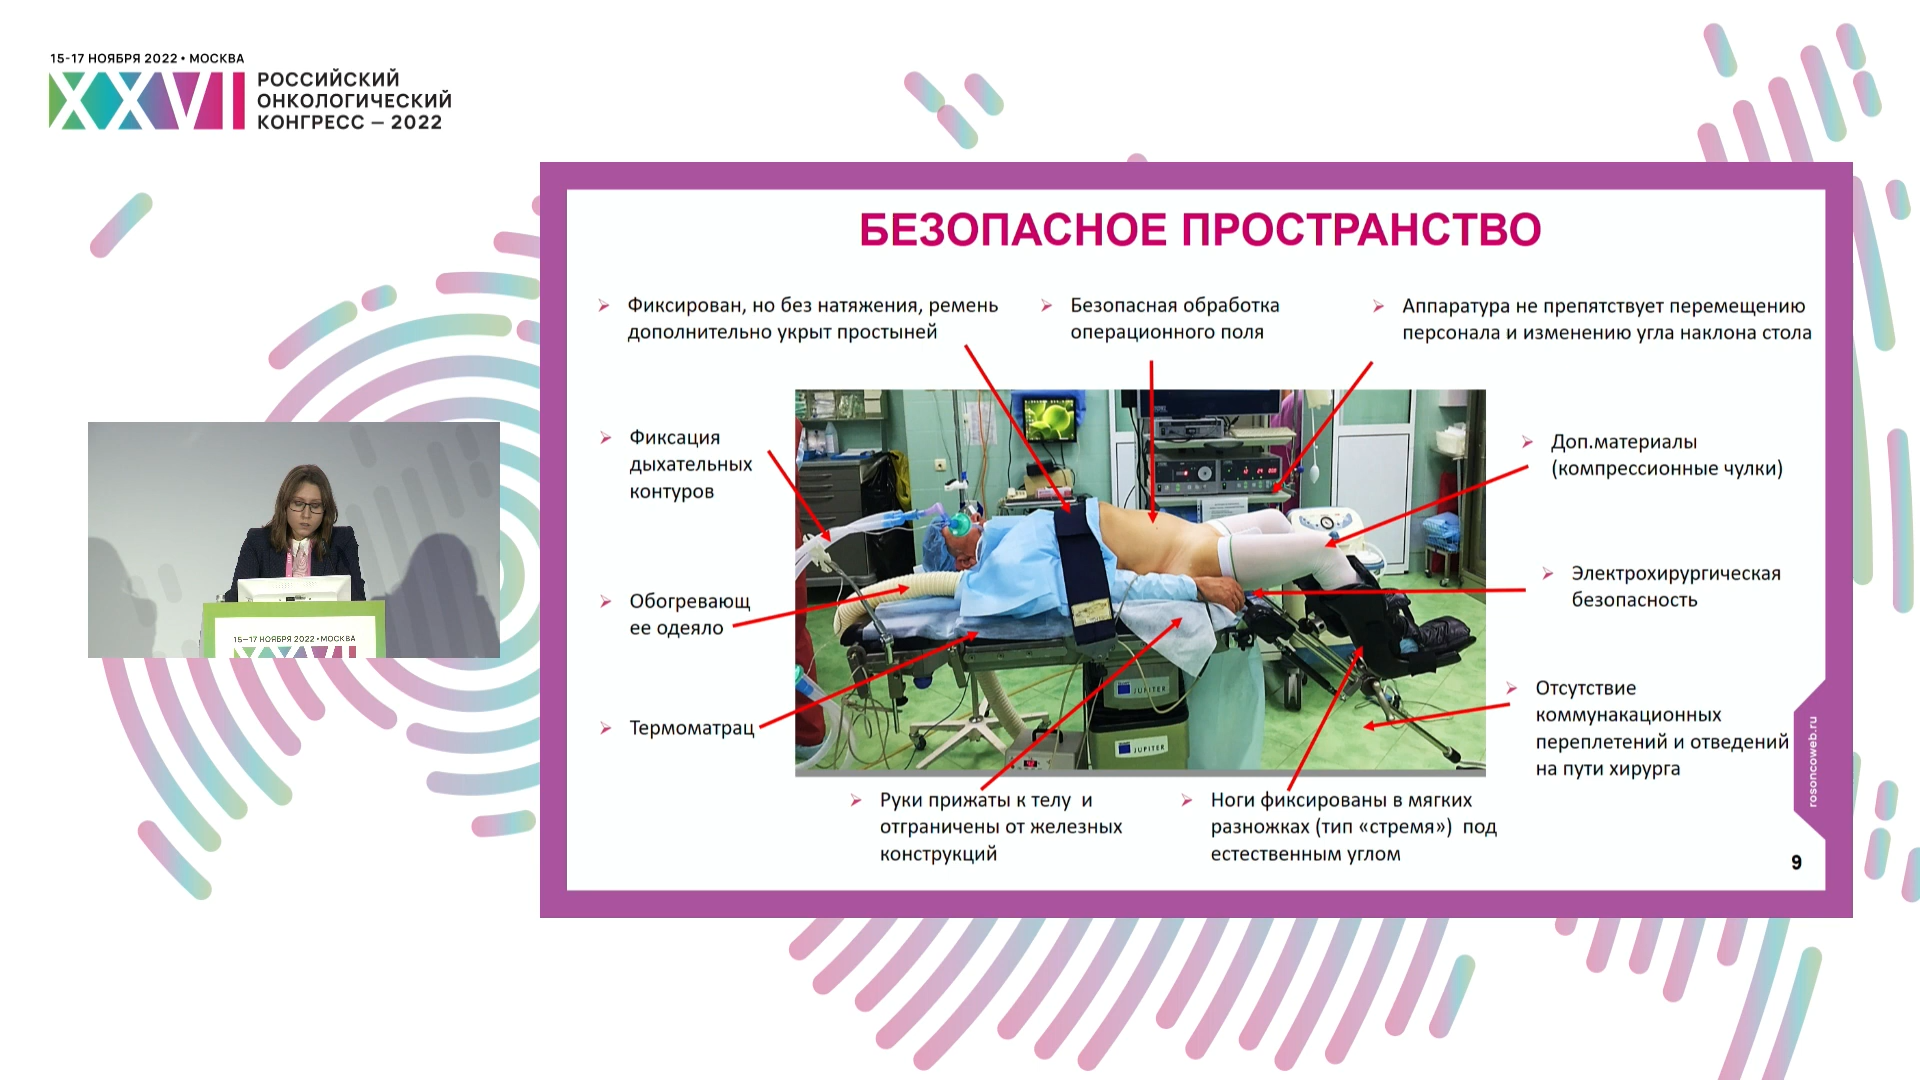 15-17 НОЯБРЯ 2022 • МОСКВА
XXVI
РОССИЙСКИЙ
ОНКОЛОГИЧЕСКИЙ
КОНГРЕСС — 2022
БЕЗОПАСНОЕ ПРОСТРАНСТВО
Фиксирован, но без натяжения, ремень
дополнительно укрыт простыней
Безопасная обработка
операционного поля
Аппаратура не препятствует перемещению
персонала и изменению угла наклона стола
Фиксация
дыхательных
контуров
Доп.материалы
(компрессионные чулки)
Обогревающ
ее одеяло
Электрохирургическая
безопасность
Термоматрац
Отсутствие
коммунакационных
переплетений и отведений
на пути хирурга
Руки прижаты к телу и
отграничены от железных
конструкций
Ноги фиксированы в мягких
разножках (тип «стремя») под
естественным углом
JUPITER
JUPITER
rosoncoweb.ru
9
15–17 НОЯБРЯ 2022 • МОСКВА
XXVI